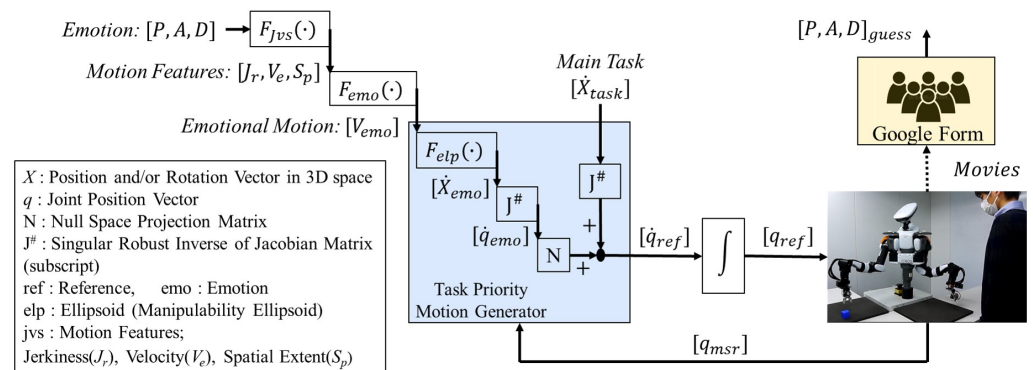 Emotion: [P, A, D]
F_Jvs(·)
Motion Features: [J_r, V_e, S_p]
F_emo(·)
Emotional Motion: [V_emo]
F_elp(·)
[Ẋ_emo]
J^#
[q̇_emo]
N
+
Main Task
[Ẋ_task]
J^#
+
Task Priority
Motion Generator
[q̇_ref]
∫
[q_ref]
[q_msr]
[P, A, D]_guess
Google Form
Movies
X : Position and/or Rotation Vector in 3D space
q : Joint Position Vector
N : Null Space Projection Matrix
J^# : Singular Robust Inverse of Jacobian Matrix
(subscript)
ref : Reference, emo : Emotion
elp : Ellipsoid (Manipulability Ellipsoid)
jvs : Motion Features;
Jerkiness(J_r), Velocity(V_e), Spatial Extent(S_p)